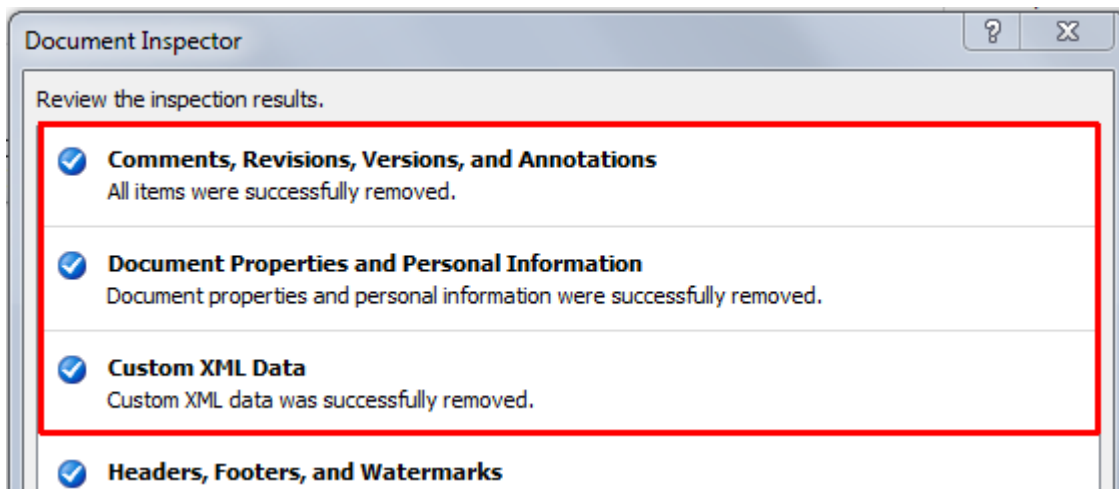 Document Inspector
Review the inspection results.
Comments, Revisions, Versions, and Annotations
All items were successfully removed.
Document Properties and Personal Information
Document properties and personal information were successfully removed.
Custom XML Data
Custom XML data was successfully removed.
Headers, Footers, and Watermarks